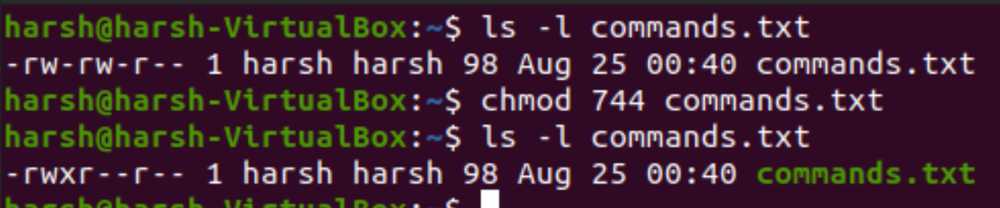 harsh@harsh-VirtualBox:~$ ls -l commands.txt
-rw-rw-r-- 1 harsh harsh 98 Aug 25 00:40 commands.txt
harsh@harsh-VirtualBox:~$ chmod 744 commands.txt
harsh@harsh-VirtualBox:~$ ls -l commands.txt
-rwxr--r-- 1 harsh harsh 98 Aug 25 00:40 commands.txt
harsh@harsh-VirtualBox:~$